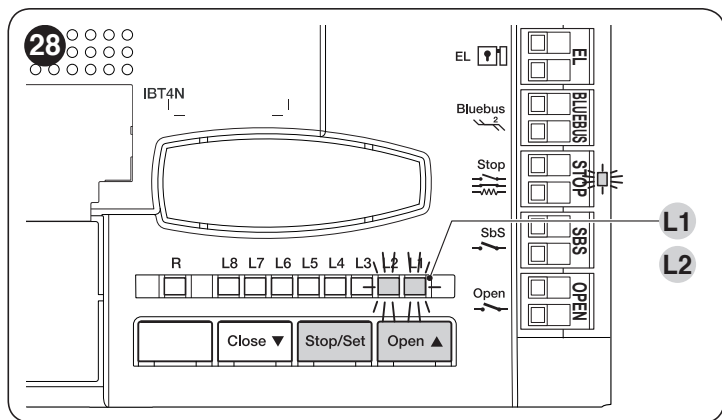 28
IBT4N
EL
EL
Bluebus
2
BLUEBUS
Stop
STOP
L1
L2
SbS
SBS
R L8 L7 L6 L5 L4 L3 L2 L1
Open
OPEN
Close ▼ Stop/Set Open ▲